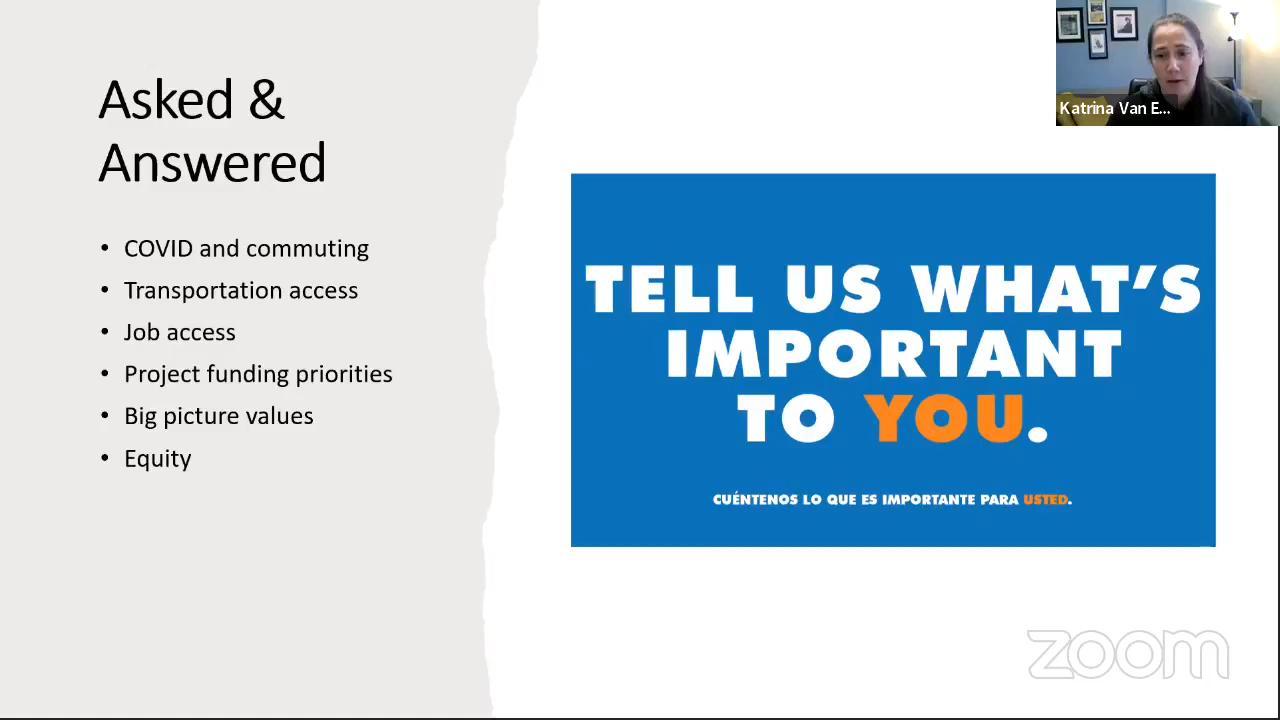 Asked &
Answered
• COVID and commuting
• Transportation access
• Job access
• Project funding priorities
• Big picture values
• Equity
TELL US WHAT'S
IMPORTANT
TO YOU.
CUÉNTENOS LO QUE ES IMPORTANTE PARA USTED.
Katrina Van E...
zoom